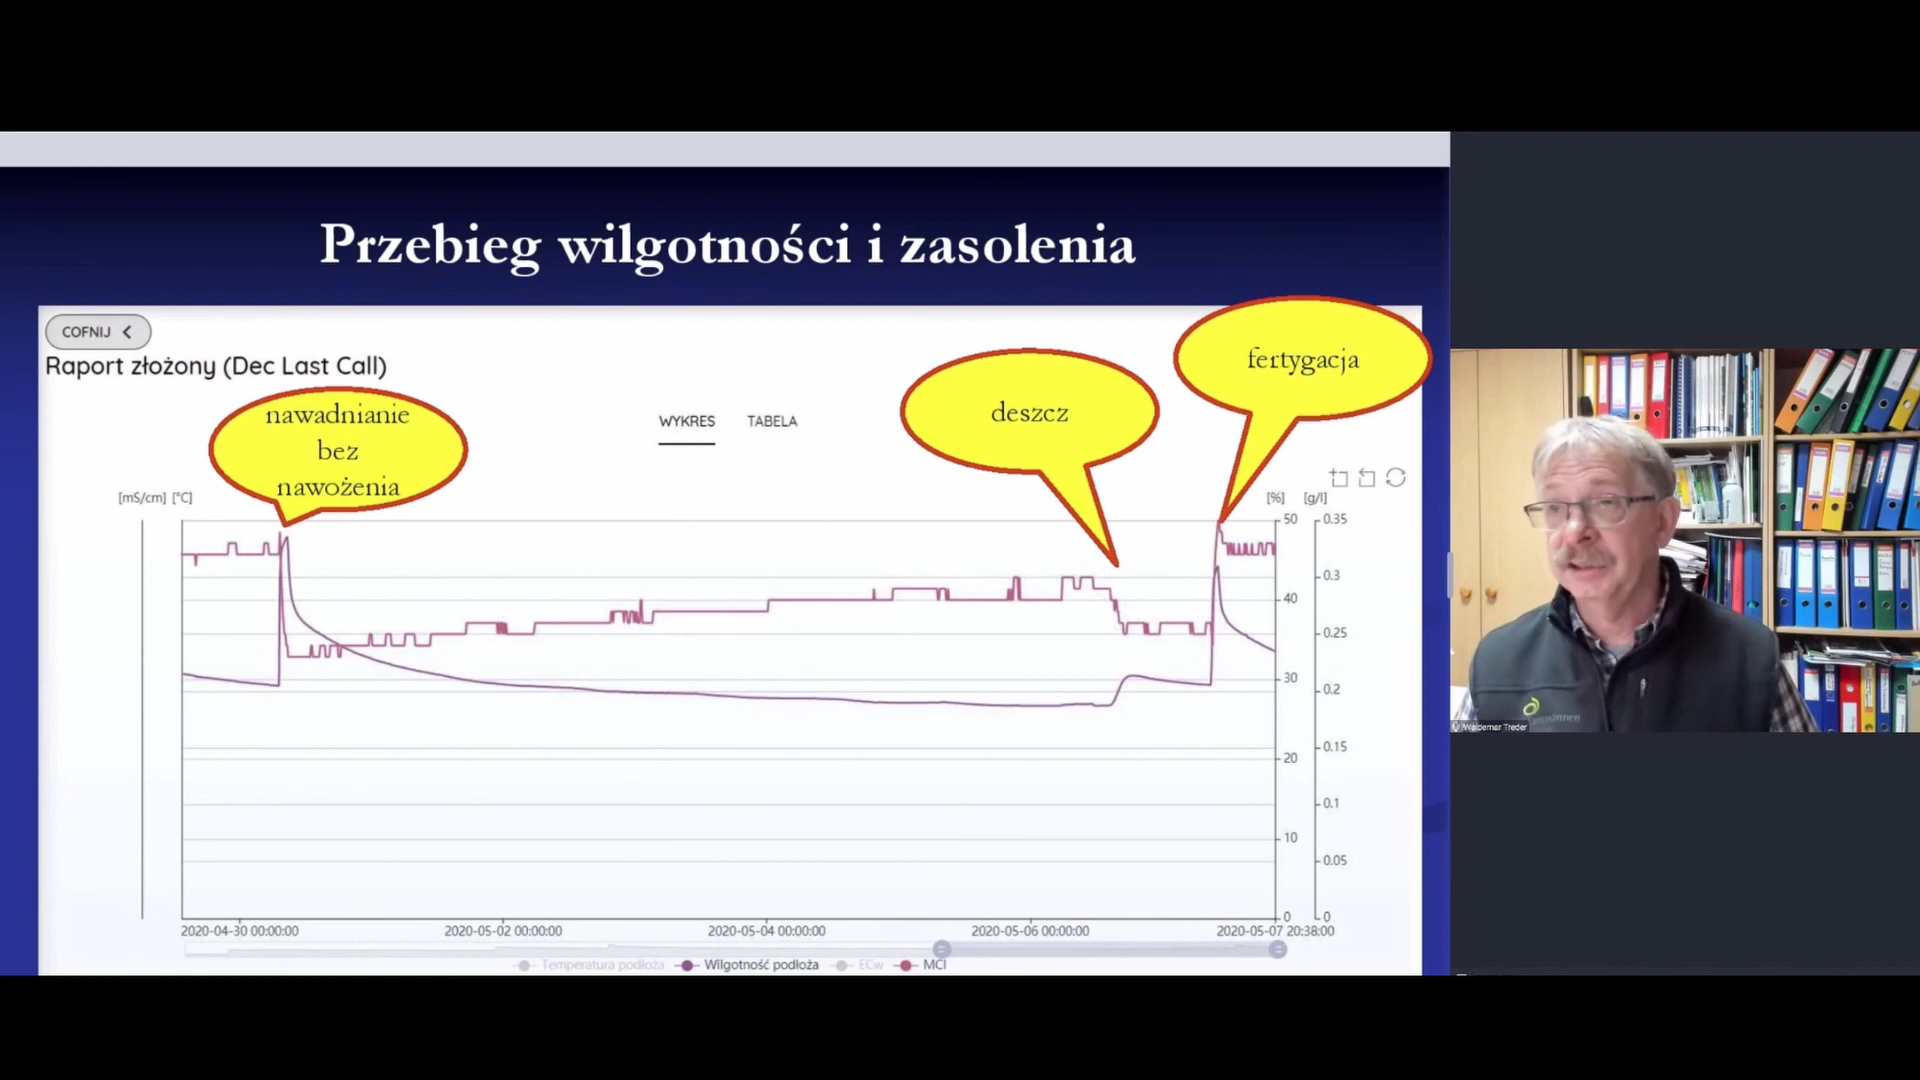 Przebieg wilgotności i zasolenia
COFNIJ
Raport złożony (Dec Last Call)
nawadnianie
bez
nawożenia
WYKRES TABELA
deszcz
fertygacja
[mS/cm] [°C]
[%] [g/l]
50 0.35
0.3
40
0.25
30
0.2
0.15
20
0.1
10
0.05
0 0
2020-04-30 00:00:00 2020-05-02 00:00:00 2020-05-04 00:00:00 2020-05-06 00:00:00 2020-05-07 20:38:00
Temperatura podłoża Wilgotność podłoża ECw MCI
Waldemar Treder